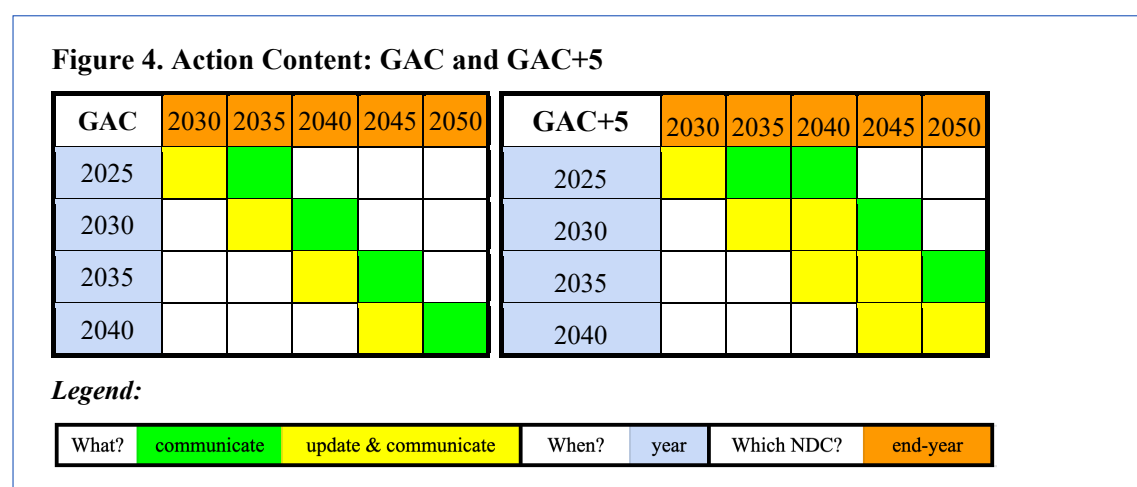 Figure 4. Action Content: GAC and GAC+5
GAC 2030 2035 2040 2045 2050 GAC+5 2030 2035 2040 2045 2050
2025 2025
2030 2030
2035 2035
2040 2040
Legend:
What? communicate update & communicate When? year Which NDC? end-year